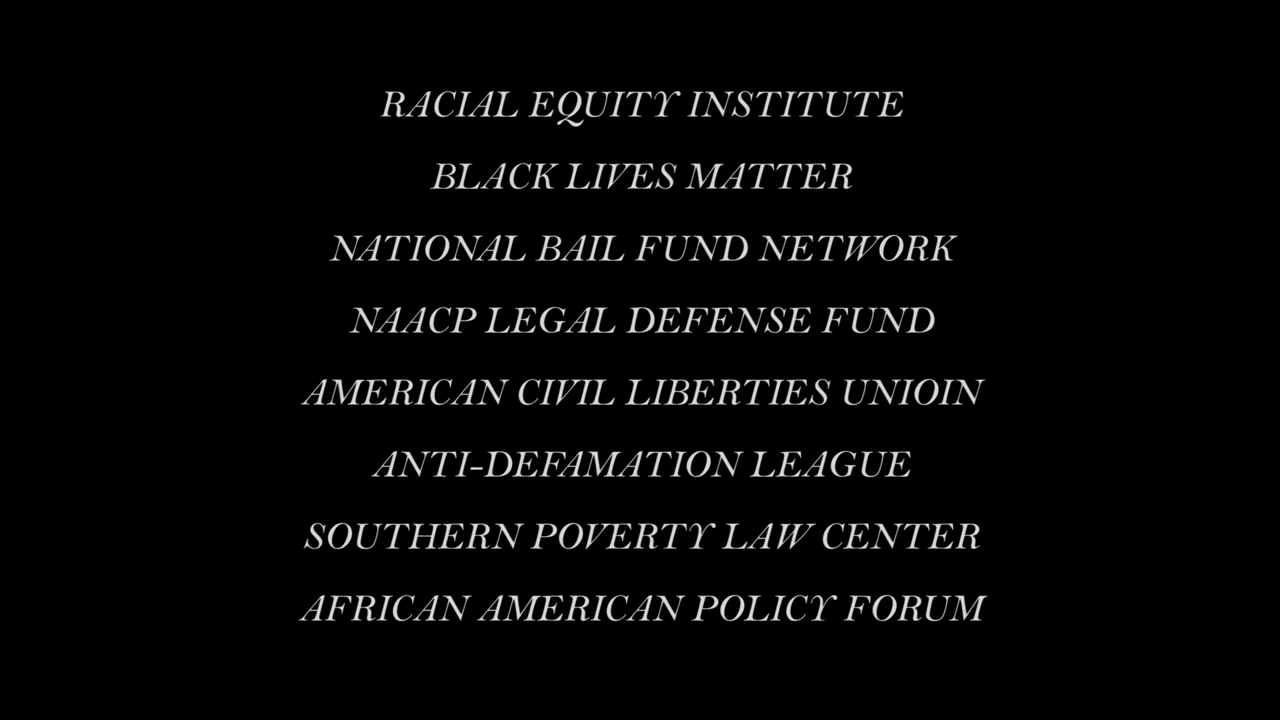 RACIAL EQUITY INSTITUTE
BLACK LIVES MATTER
NATIONAL BAIL FUND NETWORK
NAACP LEGAL DEFENSE FUND
AMERICAN CIVIL LIBERTIES UNIOIN
ANTI-DEFAMATION LEAGUE
SOUTHERN POVERTY LAW CENTER
AFRICAN AMERICAN POLICY FORUM